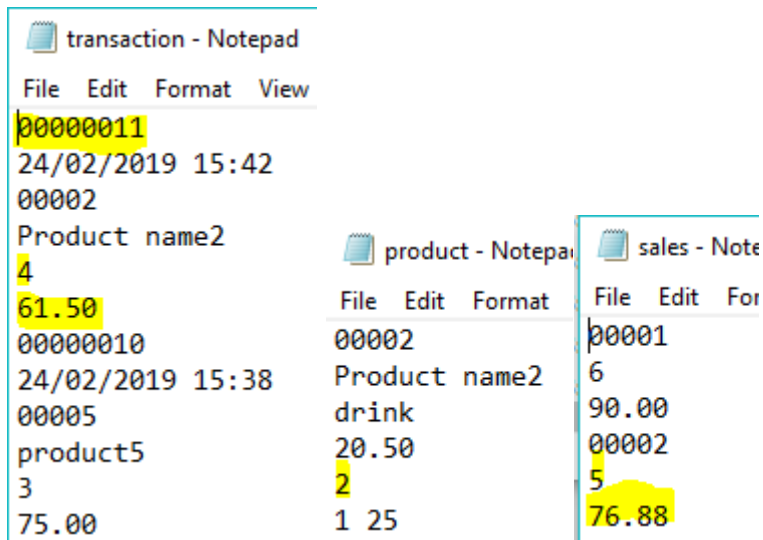 transaction - Notepad
File Edit Format View
00000011
24/02/2019 15:42
00002
Product name2
4
61.50
00000010
24/02/2019 15:38
00005
product5
3
75.00
product - Notepa
File Edit Format
00002
Product name2
drink
20.50
2
1 25
sales - Note
File Edit For
00001
6
90.00
00002
5
76.88